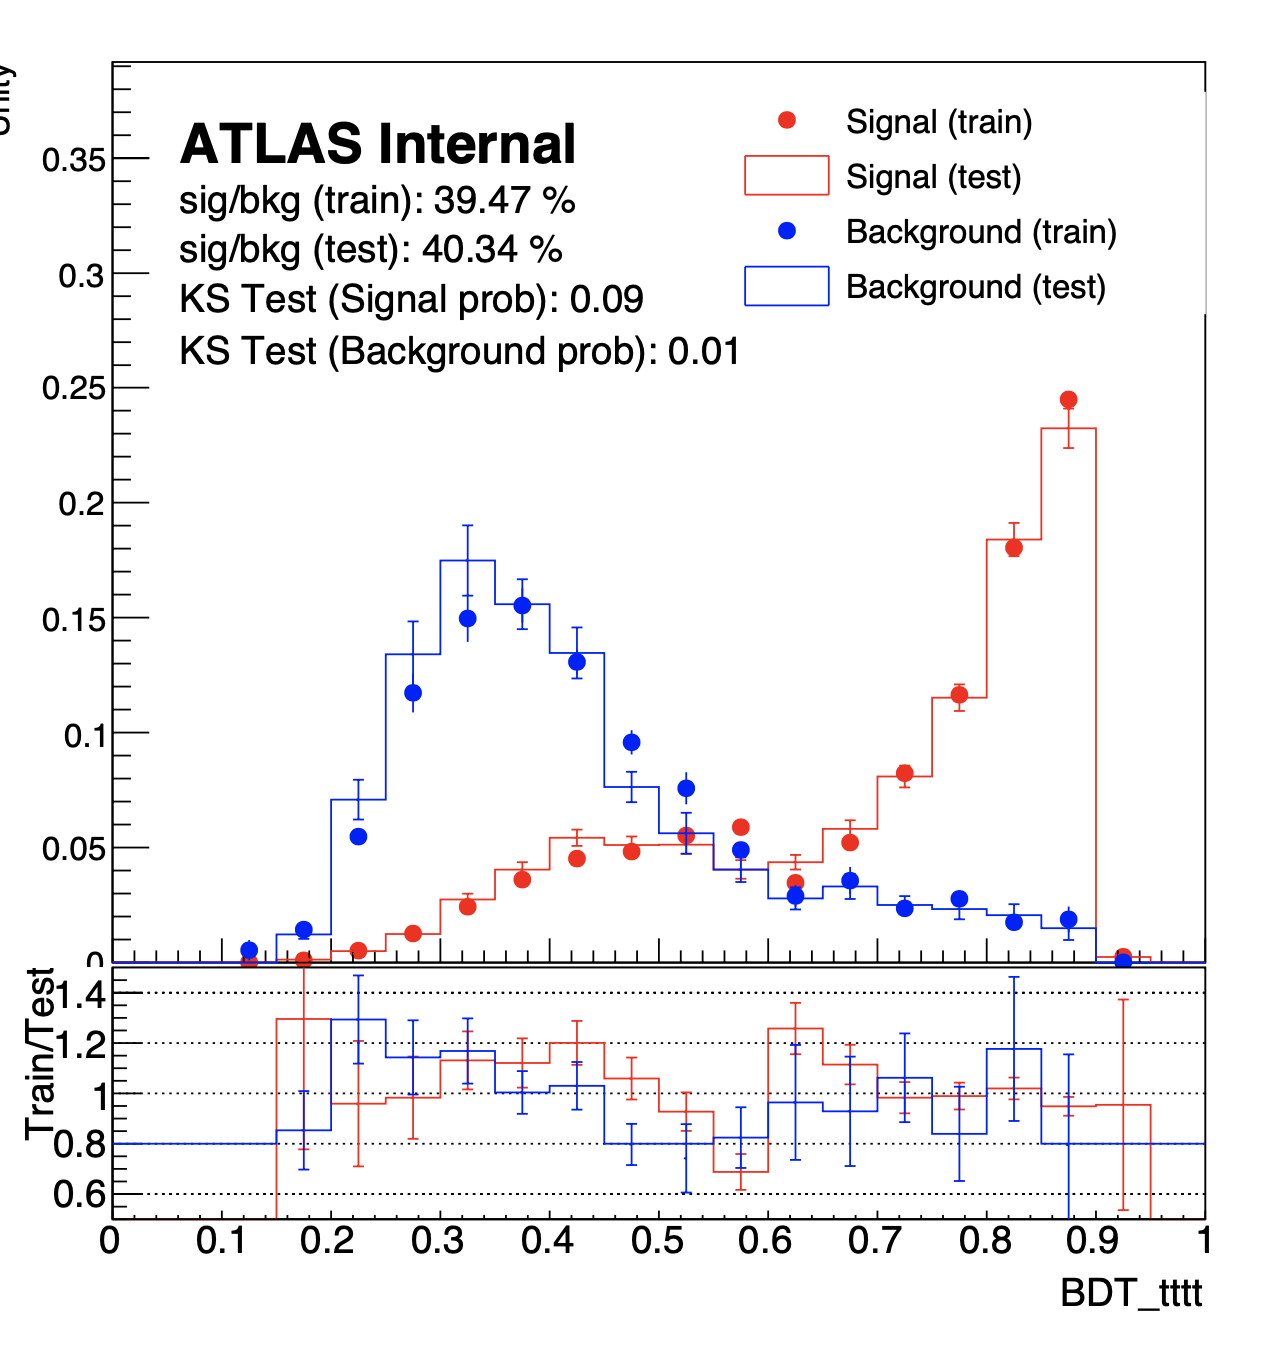 ATLAS Internal
sig/bkg (train): 39.47 %
sig/bkg (test): 40.34 %
KS Test (Signal prob): 0.09
KS Test (Background prob): 0.01
Signal (train)
Signal (test)
Background (train)
Background (test)
0.35
0.3
0.25
0.2
0.15
0.1
0.05
0
Train/Test
1.4
1.2
1
0.8
0.6
0 0.1 0.2 0.3 0.4 0.5 0.6 0.7 0.8 0.9 1
BDT_tttt